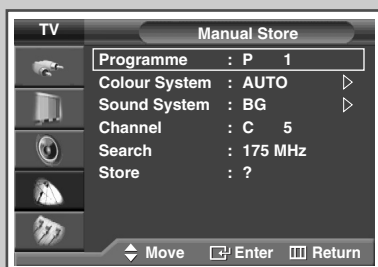 TV Manual Store
Programme : P 1
Colour System : AUTO
Sound System : BG
Channel : C 5
Search : 175 MHz
Store : ?
Move Enter Return